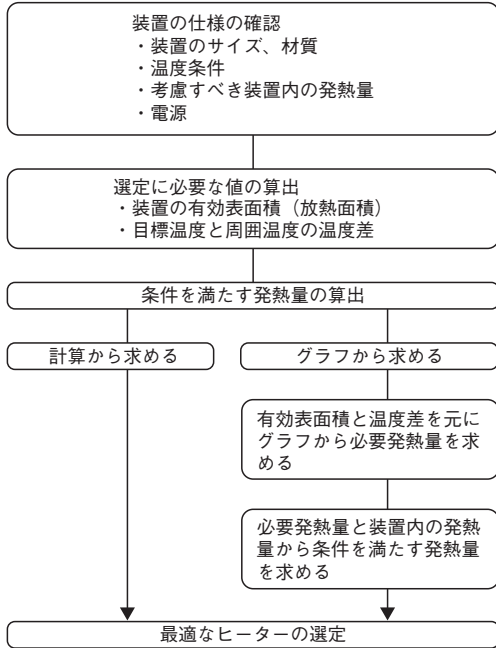 装置の仕様の確認
・装置のサイズ、材質
・温度条件
・考慮すべき装置内の発熱量
・電源
選定に必要な値の算出
・装置の有効表面積（放熱面積）
・目標温度と周囲温度の温度差
条件を満たす発熱量の算出
計算から求める
グラフから求める
有効表面積と温度差を元に
グラフから必要発熱量を求
める
必要発熱量と装置内の発熱
量から条件を満たす発熱量
を求める
最適なヒーターの選定